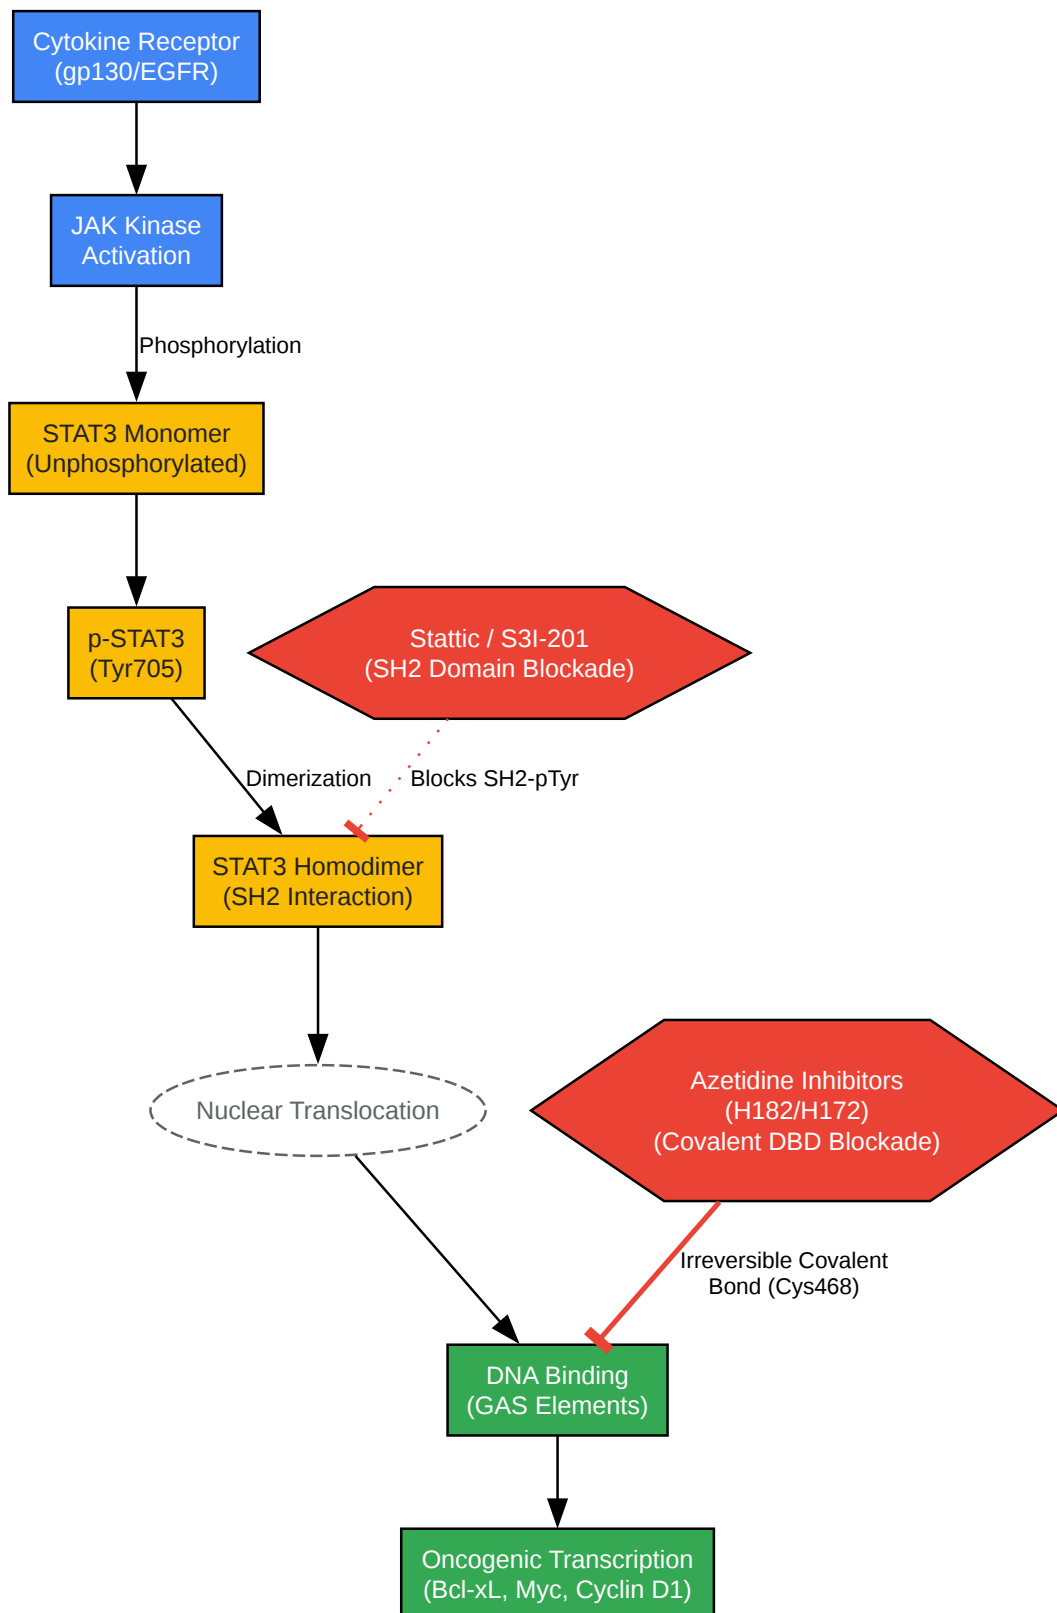 Cytokine Receptor
(gp130/EGFR)
JAK Kinase
Activation
Phosphorylation
STAT3 Monomer
(Unphosphorylated)
p-STAT3
(Tyr705)
Stattic / S3I-201
(SH2 Domain Blockade)
Dimerization
Blocks SH2-pTyr
STAT3 Homodimer
(SH2 Interaction)
Nuclear Translocation
Azetidine Inhibitors
(H182/H172)
(Covalent DBD Blockade)
Irreversible Covalent
Bond (Cys468)
DNA Binding
(GAS Elements)
Oncogenic Transcription
(Bcl-xL, Myc, Cyclin D1)